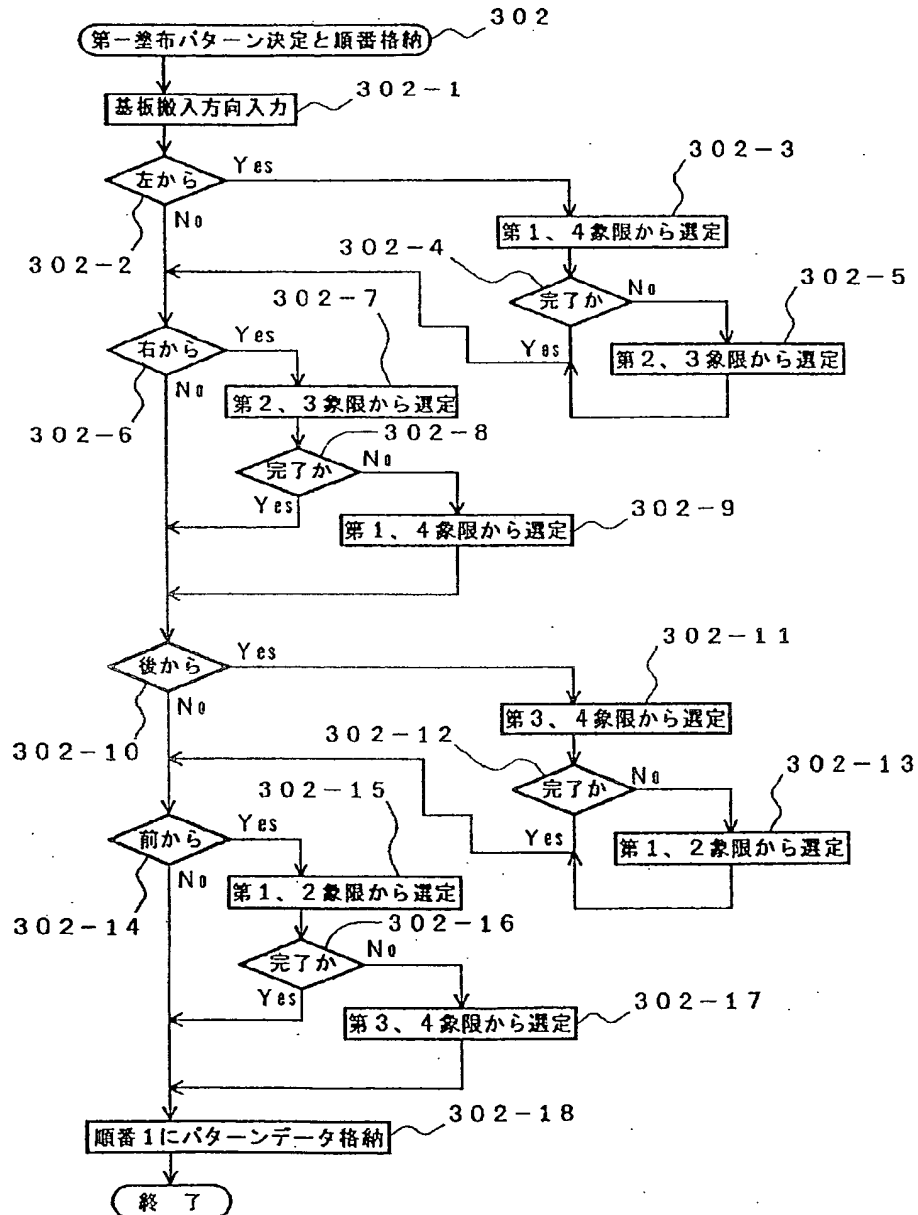 302
第一塗布パターン決定と順番格納
302-1
基板搬入方向入力
左から
Yes
No
302-2
302-3
第1、4象限から選定
302-4
完了か
No
Yes
302-5
第2、3象限から選定
302-7
右から
Yes
No
302-6
第2、3象限から選定
302-8
完了か
No
Yes
302-9
第1、4象限から選定
後から
Yes
No
302-10
302-11
第3、4象限から選定
302-12
完了か
No
Yes
302-13
第1、2象限から選定
302-15
前から
Yes
No
302-14
第1、2象限から選定
302-16
完了か
No
Yes
302-17
第3、4象限から選定
302-18
順番1にパターンデータ格納
終 了